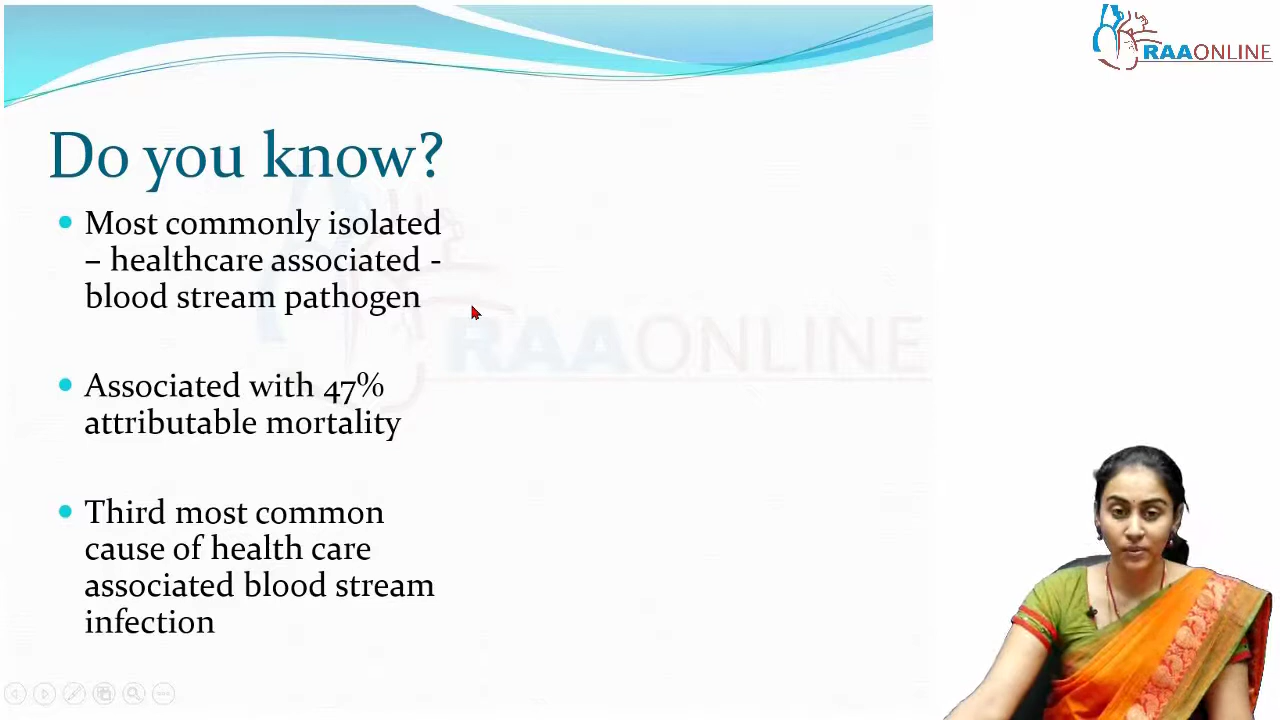 RAAONLINE
Do you know?
Most commonly isolated
– healthcare associated -
blood stream pathogen
RAAONLINE
Associated with 47%
attributable mortality
Third most common
cause of health care
associated blood stream
infection